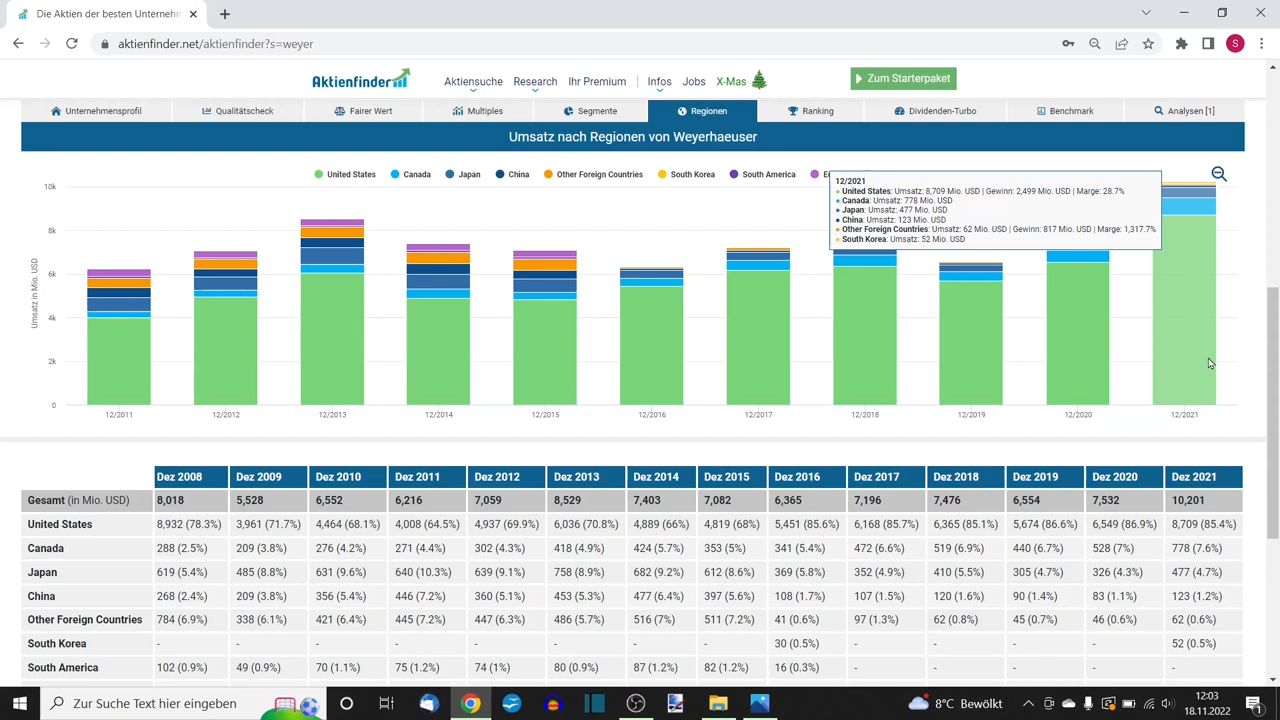 Die Aktien der besten Unternehm
aktienfinder.net/aktienfinder?s=weyer
S
Aktienfinder
Aktiensuche Research Ihr Premium Infos Jobs X-Mas
Zum Starterpaket
Unternehmensprofil Qualitätscheck Fairer Wert Multiples Segmente Regionen Ranking Dividenden-Turbo Benchmark Analysen [1]
Umsatz nach Regionen von Weyerhaeuser
United States Canada Japan China Other Foreign Countries South Korea South America
12/2021
United States: Umsatz: 8,709 Mio. USD | Gewinn: 2,499 Mio. USD | Marge: 28.7%
Canada: Umsatz: 778 Mio. USD
Japan: Umsatz: 477 Mio. USD
China: Umsatz: 123 Mio. USD
Other Foreign Countries: Umsatz: 62 Mio. USD | Gewinn: 817 Mio. USD | Marge: 1,317.7%
South Korea: Umsatz: 52 Mio. USD
Umsatz in Mio. USD
10k
8k
6k
4k
2k
0
12/2011 12/2012 12/2013 12/2014 12/2015 12/2016 12/2017 12/2018 12/2019 12/2020 12/2021
Dez 2008 Dez 2009 Dez 2010 Dez 2011 Dez 2012 Dez 2013 Dez 2014 Dez 2015 Dez 2016 Dez 2017 Dez 2018 Dez 2019 Dez 2020 Dez 2021
Gesamt (in Mio. USD) 8,018 5,528 6,552 6,216 7,059 8,529 7,403 7,082 6,365 7,196 7,476 6,554 7,532 10,201
United States 8,932 (78.3%) 3,961 (71.7%) 4,464 (68.1%) 4,008 (64.5%) 4,937 (69.9%) 6,036 (70.8%) 4,889 (66%) 4,819 (68%) 5,451 (85.6%) 6,168 (85.7%) 6,365 (85.1%) 5,674 (86.6%) 6,549 (86.9%) 8,709 (85.4%)
Canada 288 (2.5%) 209 (3.8%) 276 (4.2%) 271 (4.4%) 302 (4.3%) 418 (4.9%) 424 (5.7%) 353 (5%) 341 (5.4%) 472 (6.6%) 519 (6.9%) 440 (6.7%) 528 (7%) 778 (7.6%)
Japan 619 (5.4%) 485 (8.8%) 631 (9.6%) 640 (10.3%) 639 (9.1%) 758 (8.9%) 682 (9.2%) 612 (8.6%) 369 (5.8%) 352 (4.9%) 410 (5.5%) 305 (4.7%) 326 (4.3%) 477 (4.7%)
China 268 (2.4%) 209 (3.8%) 356 (5.4%) 446 (7.2%) 360 (5.1%) 453 (5.3%) 477 (6.4%) 397 (5.6%) 108 (1.7%) 107 (1.5%) 120 (1.6%) 90 (1.4%) 83 (1.1%) 123 (1.2%)
Other Foreign Countries 784 (6.9%) 338 (6.1%) 421 (6.4%) 445 (7.2%) 447 (6.3%) 486 (5.7%) 516 (7%) 511 (7.2%) 41 (0.6%) 97 (1.3%) 62 (0.8%) 45 (0.7%) 46 (0.6%) 62 (0.6%)
South Korea - - - - - - - - 30 (0.5%) - - - - 52 (0.5%)
South America 102 (0.9%) 49 (0.9%) 70 (1.1%) 75 (1.2%) 74 (1%) 80 (0.9%) 87 (1.2%) 82 (1.2%) 16 (0.3%) - - - - -
Zur Suche Text hier eingeben
8°C Bewölkt
12:03
18.11.2022
1